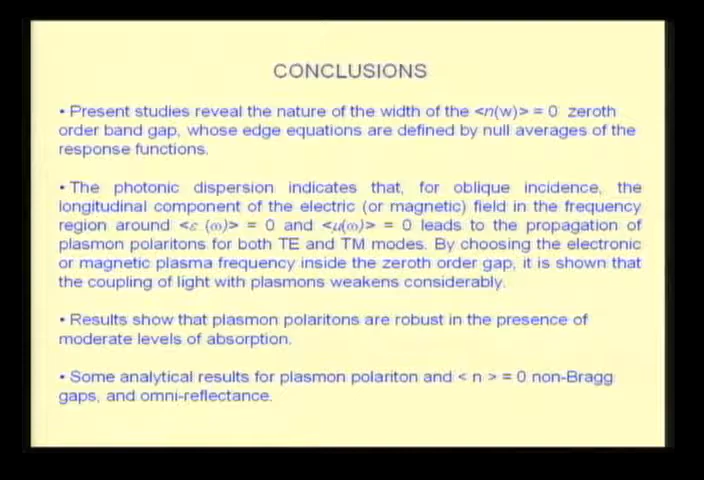 CONCLUSIONS
• Present studies reveal the nature of the width of the <n(w)> = 0 zeroth
order band gap, whose edge equations are defined by null averages of the
response functions.
• The photonic dispersion indicates that, for oblique incidence, the
longitudinal component of the electric (or magnetic) field in the frequency
region around <ε (ω)> = 0 and <μ(ω)> = 0 leads to the propagation of
plasmon polaritons for both TE and TM modes. By choosing the electronic
or magnetic plasma frequency inside the zeroth order gap, it is shown that
the coupling of light with plasmons weakens considerably.
• Results show that plasmon polaritons are robust in the presence of
moderate levels of absorption.
• Some analytical results for plasmon polariton and < n > = 0 non-Bragg
gaps, and omni-reflectance.